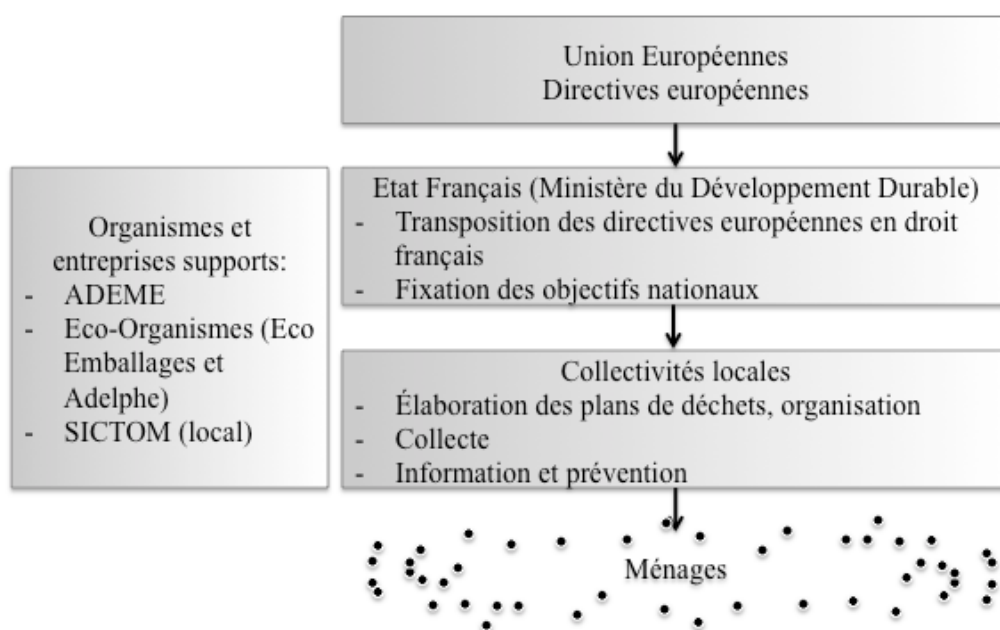 Union Européennes
Directives européennes
Etat Français (Ministère du Développement Durable)
- Transposition des directives européennes en droit
français
- Fixation des objectifs nationaux
Organismes et
entreprises supports:
- ADEME
- Eco-Organismes (Eco
Emballages et
Adelphe)
- SICTOM (local)
Collectivités locales
- Élaboration des plans de déchets, organisation
- Collecte
- Information et prévention
Ménages